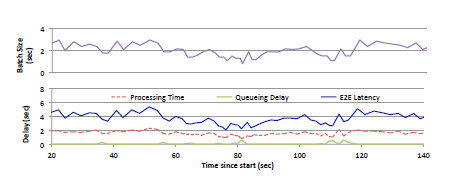 Batch Size
(sec)
4
2
0
Processing Time
Queueing Delay
E2E Latency
Delay (sec)
8
6
4
2
0
20
40
60
80
100
120
140
Time since start (sec)